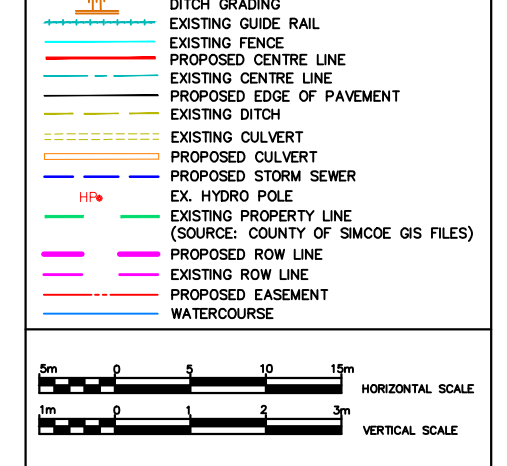 DITCH GRADING
EXISTING GUIDE RAIL
EXISTING FENCE
PROPOSED CENTRE LINE
EXISTING CENTRE LINE
PROPOSED EDGE OF PAVEMENT
EXISTING DITCH
EXISTING CULVERT
PROPOSED CULVERT
PROPOSED STORM SEWER
HP EX. HYDRO POLE
EXISTING PROPERTY LINE
(SOURCE: COUNTY OF SIMCOE GIS FILES)
PROPOSED ROW LINE
EXISTING ROW LINE
PROPOSED EASEMENT
WATERCOURSE
5m 0 5 10 15m
HORIZONTAL SCALE
1m 0 1 2 3m
VERTICAL SCALE